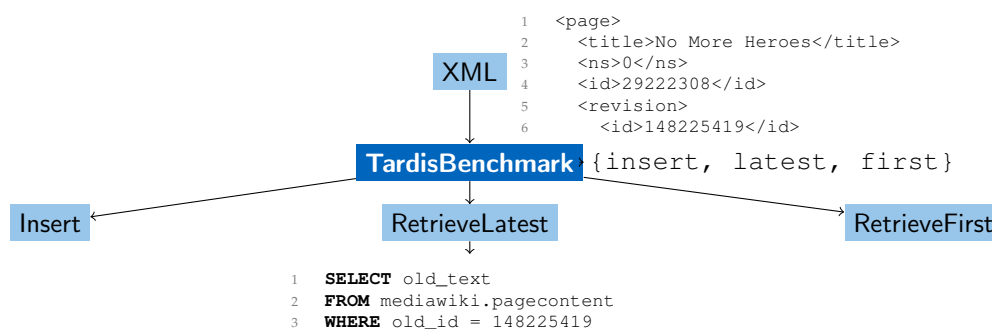 1 <page>
2 <title>No More Heroes</title>
3 <ns>0</ns>
4 <id>29222308</id>
5 <revision>
6 <id>148225419</id>
XML
TardisBenchmark {insert, latest, first}
Insert RetrieveLatest RetrieveFirst
1 SELECT old_text
2 FROM mediawiki.pagecontent
3 WHERE old_id = 148225419